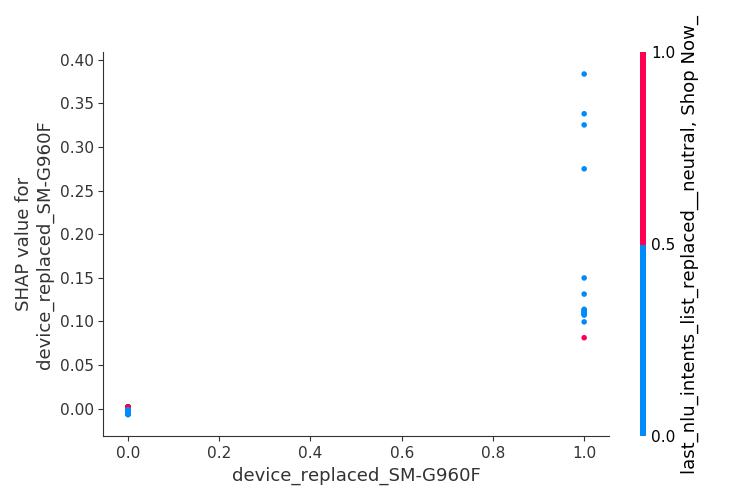 0.40
0.35
0.30
0.25
0.20
0.15
0.10
0.05
0.00
SHAP value for
device_replaced_SM-G960F
0.0 0.2 0.4 0.6 0.8 1.0
device_replaced_SM-G960F
1.0
0.5
0.0
last_nlu_intents_list_replaced__neutral, Shop Now_